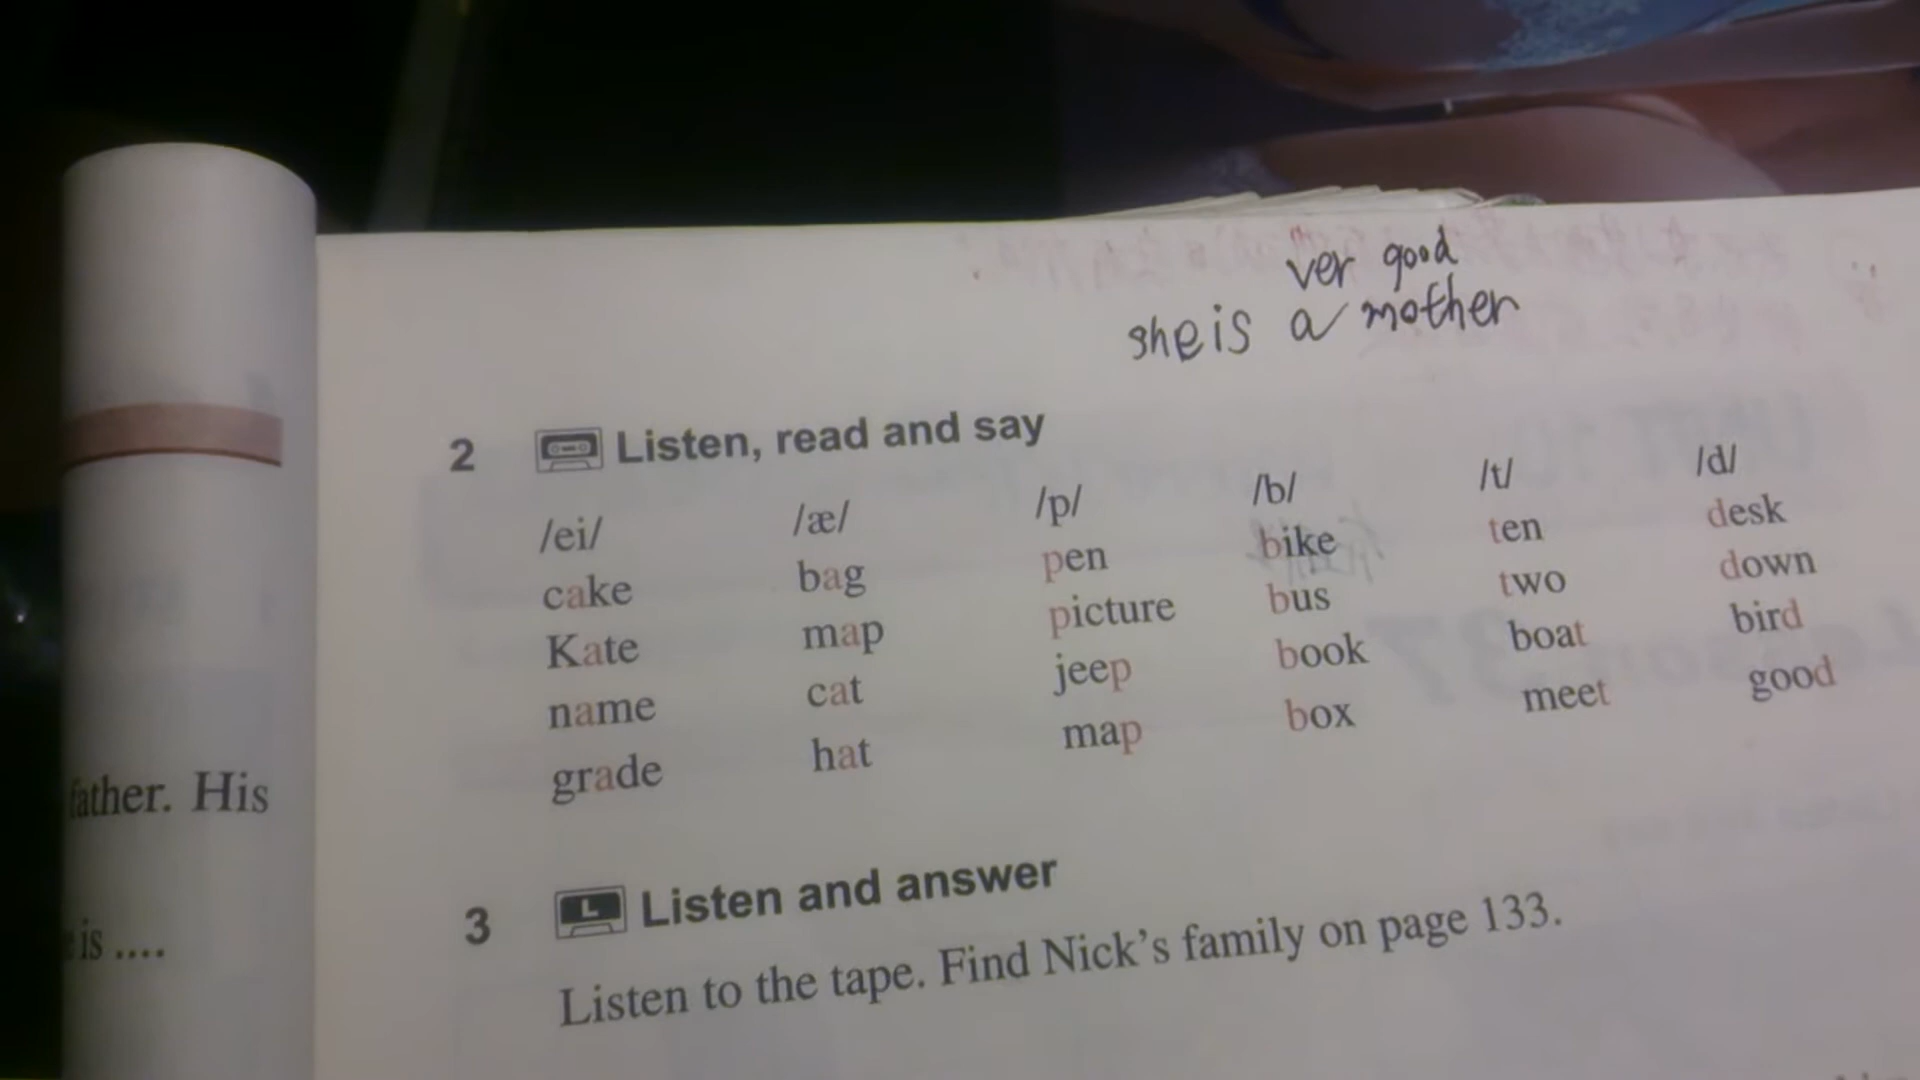 ver good
she is a mother
2 Listen, read and say
/ei/ /æ/ /p/ /b/ /t/ /d/
cake bag pen bike ten desk
Kate map picture bus two down
name cat jeep book boat bird
grade hat map box meet good
father. His
3 L Listen and answer
is ....
Listen to the tape. Find Nick's family on page 133.